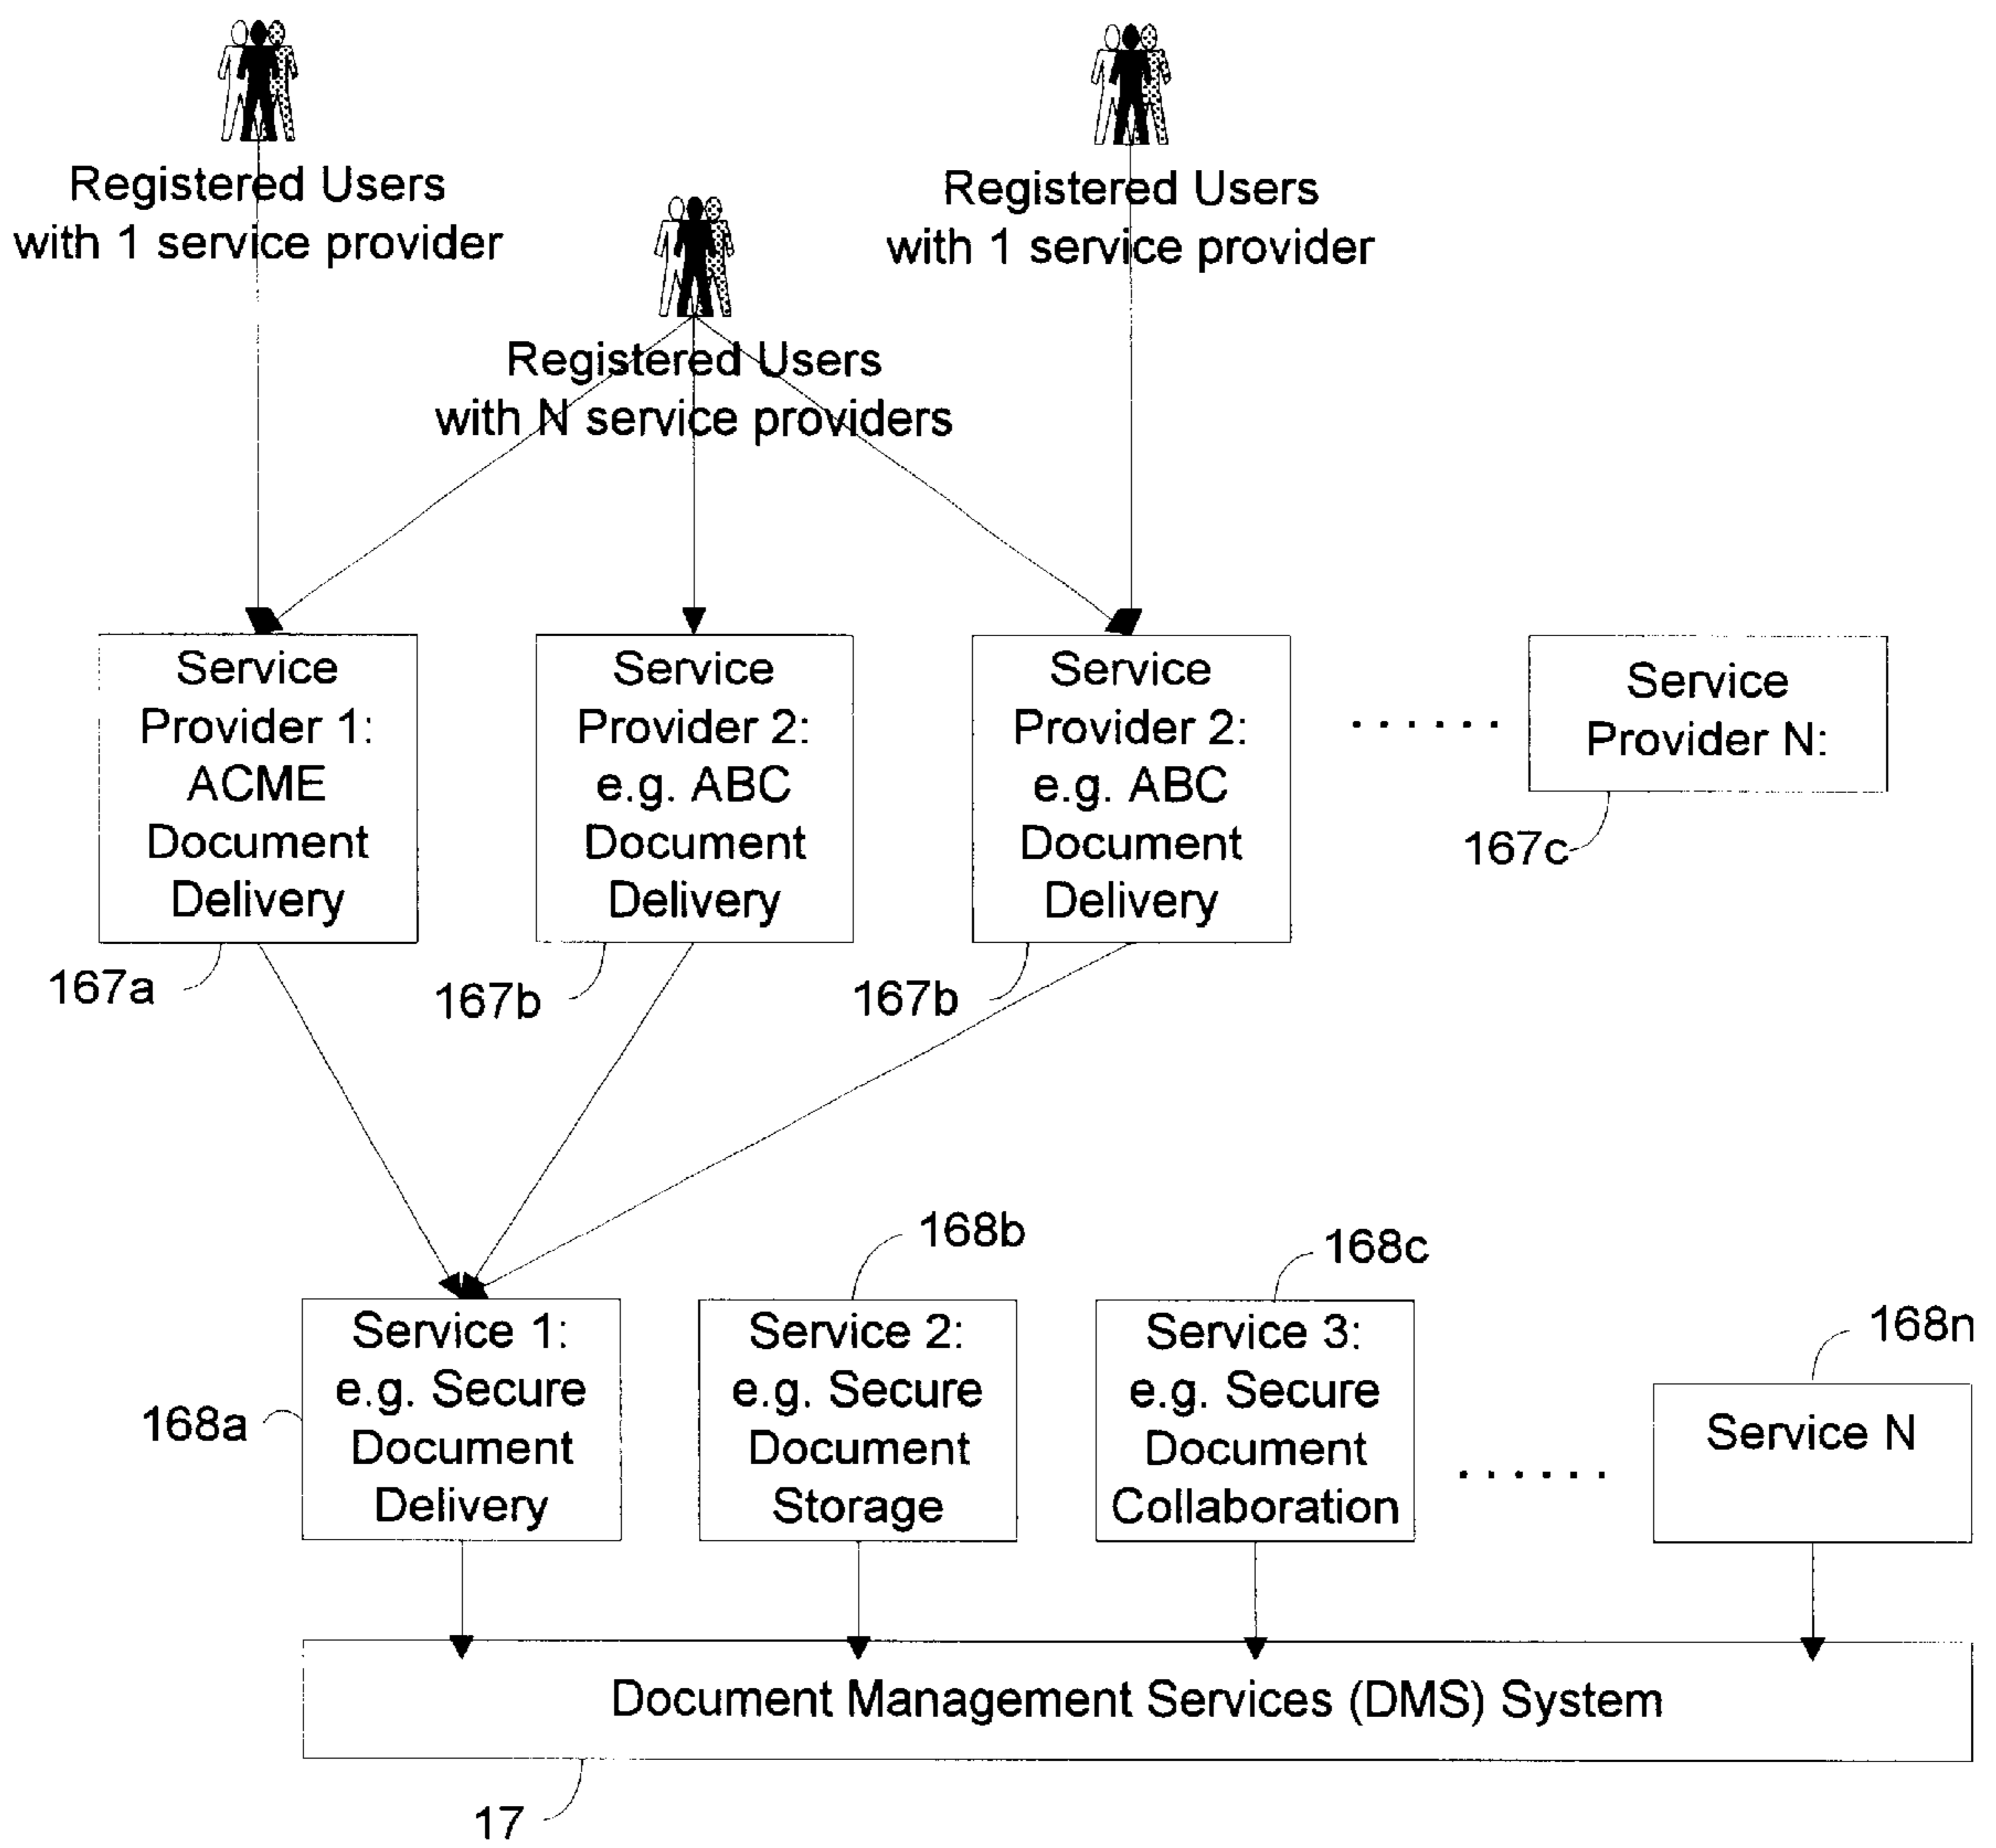 Registered Users
with 1 service provider
Registered Users
with 1 service provider
Registered Users
with N service providers
Service
Provider 1:
ACME
Document
Delivery
Service
Provider 2:
e.g. ABC
Document
Delivery
Service
Provider 2:
e.g. ABC
Document
Delivery
......
Service
Provider N:
167a
167b
167b
167c
168a
168b
168c
168n
Service 1:
e.g. Secure
Document
Delivery
Service 2:
e.g. Secure
Document
Storage
Service 3:
e.g. Secure
Document
Collaboration
......
Service N
Document Management Services (DMS) System
17